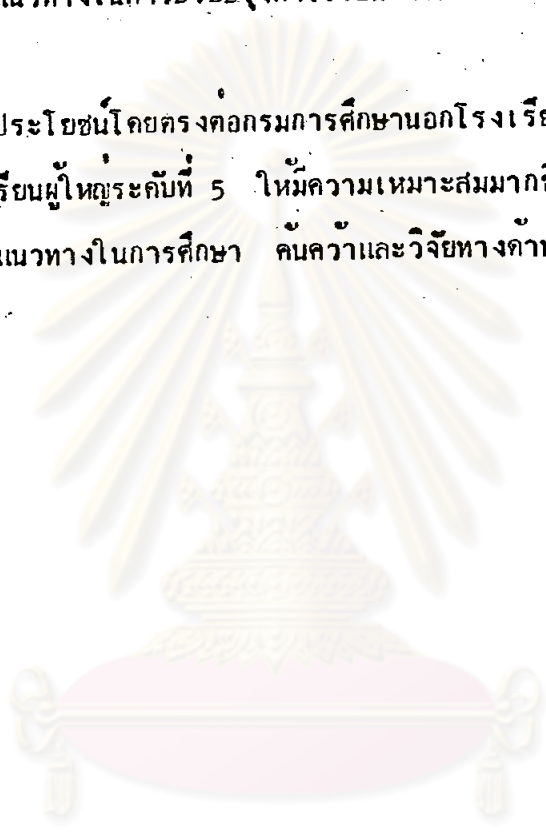 ประโยชน์โดยตรงต่อกรมการศึกษานอกโรงเรีย
รียนผู้ใหญ่ระดับที่ 5 ให้มีความเหมาะสมมาก
แนวทางในการศึกษา ค้นคว้าและวิจัยทางด้า